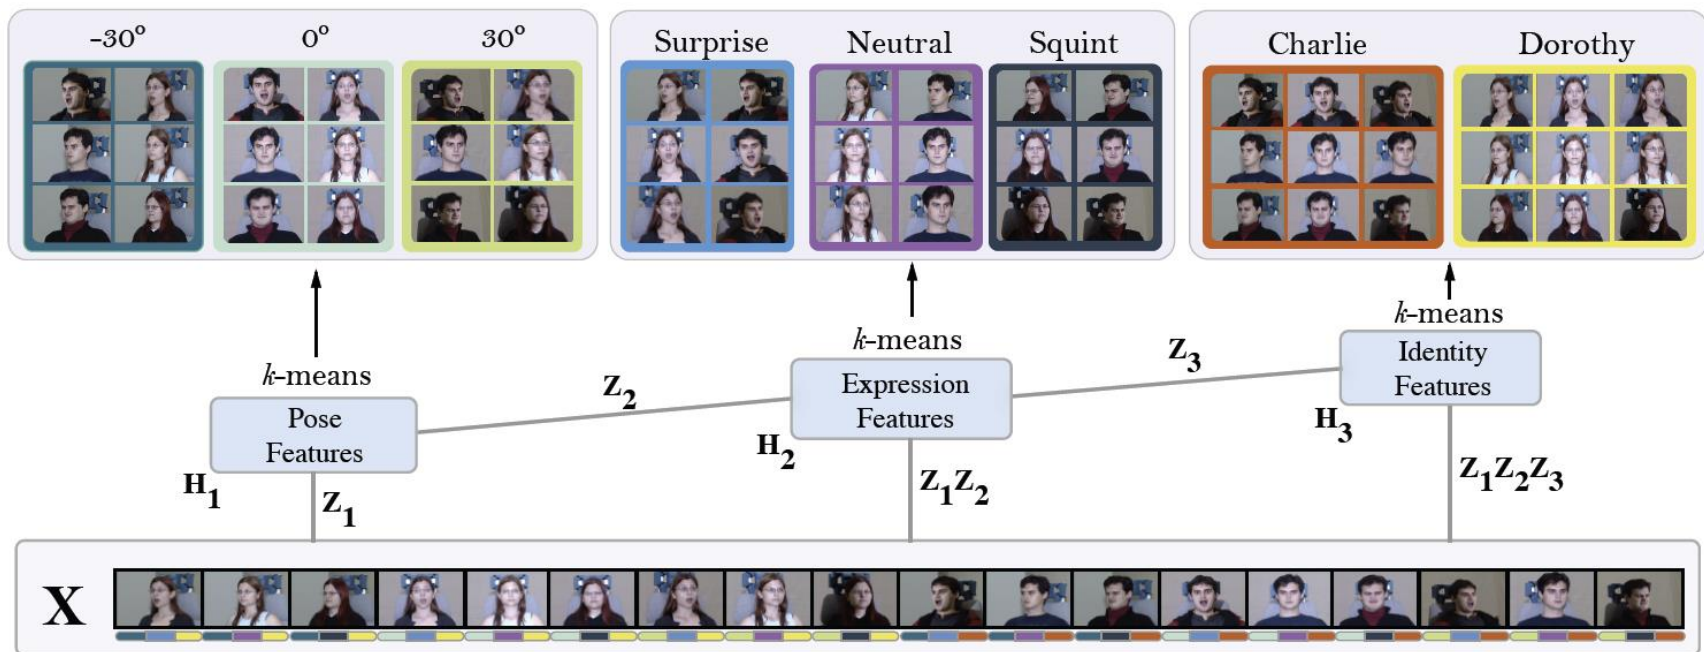 -30° 0° 30°
Surprise Neutral Squint
Charlie Dorothy
k-means
Pose
Features
H1
Z1
Z2
k-means
Expression
Features
H2
Z1Z2
Z3
k-means
Identity
Features
H3
Z1Z2Z3
X